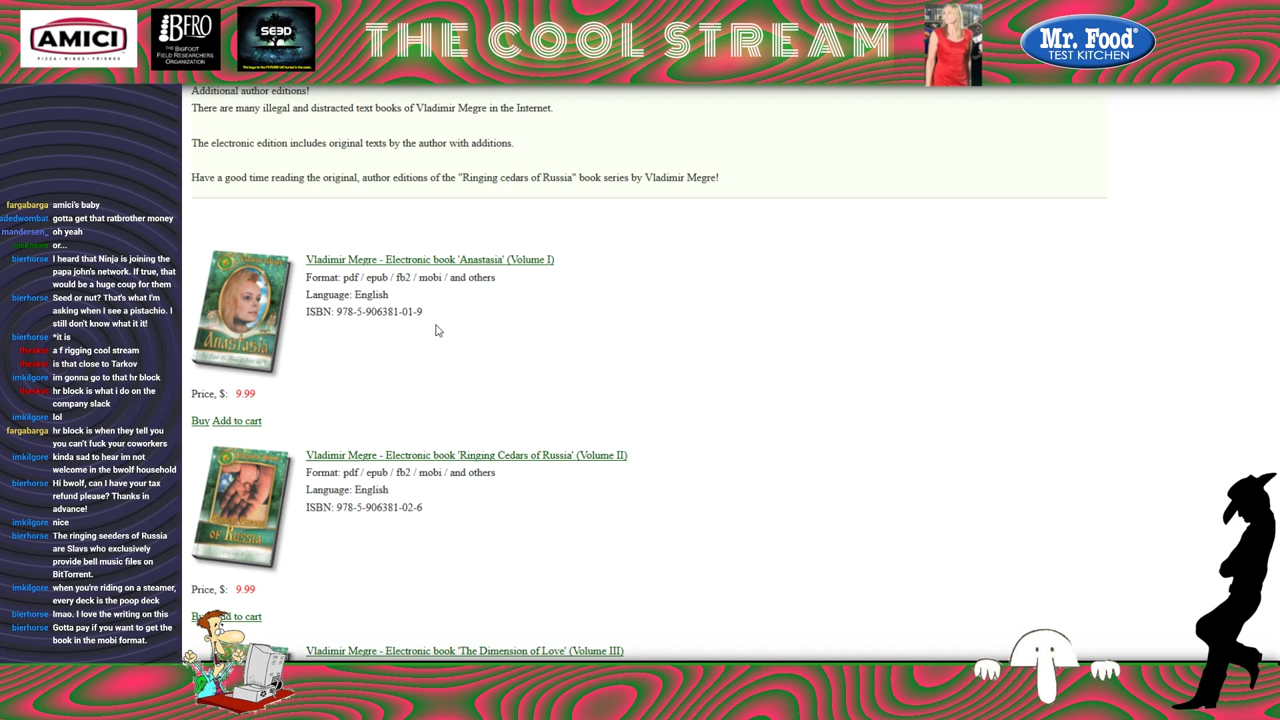 AMICI
PIZZA • WINGS • FRIENDS
BFRO
THE BIGFOOT
FIELD RESEARCHERS
ORGANIZATION
SEED
THE COOL STREAM
Mr. Food
TEST KITCHEN
fargabarga amici's baby
adedwombat gotta get that ratbrother money
mandersen_ oh yeah
or...
bierhorse I heard that Ninja is joining the
papa john's network. If true, that
would be a huge coup for them
bierhorse Seed or nut? That's what I'm
asking when I see a pistachio. I
still don't know what it it!
bierhorse *it is
theskot a f rigging cool stream
theskot is that close to Tarkov
imkilgore im gonna go to that hr block
theskot hr block is what i do on the
company slack
imkilgore lol
fargabarga hr block is when they tell you
you can't fuck your coworkers
imkilgore kinda sad to hear im not
welcome in the bwolf household
bierhorse Hi bwolf, can I have your tax
refund please? Thanks in
advance!
imkilgore nice
bierhorse The ringing seeders of Russia
are Slavs who exclusively
provide bell music files on
BitTorrent.
imkilgore when you're riding on a steamer,
every deck is the poop deck
bierhorse lmao. I love the writing on this
bierhorse Gotta pay if you want to get the
book in the mobi format.
Additional author editions!
There are many illegal and distracted text books of Vladimir Megre in the Internet.
The electronic edition includes original texts by the author with additions.
Have a good time reading the original, author editions of the "Ringing cedars of Russia" book series by Vladimir Megre!
Vladimir Megre - Electronic book 'Anastasia' (Volume I)
Format: pdf / epub / fb2 / mobi / and others
Language: English
ISBN: 978-5-906381-01-9
Anastasia
Price, $: 9.99
Buy Add to cart
Vladimir Megre - Electronic book 'Ringing Cedars of Russia' (Volume II)
Format: pdf / epub / fb2 / mobi / and others
Language: English
ISBN: 978-5-906381-02-6
OF RUSSIA
Price, $: 9.99
Add to cart
Vladimir Megre - Electronic book 'The Dimension of Love' (Volume III)